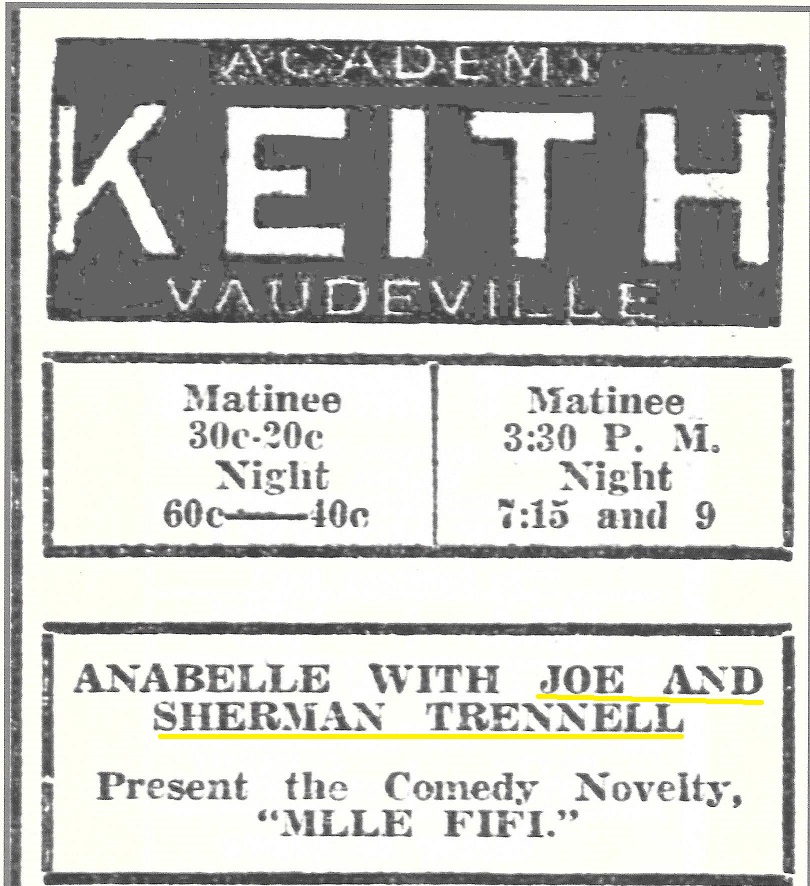 ACADEMY
KEITH
VAUDEVILLE
Matinee
30c-20c
Night
60c——40c
Matinee
3:30 P. M.
Night
7:15 and 9
ANABELLE WITH JOE AND
SHERMAN TRENNELL
Present the Comedy Novelty,
“MLLE FIFI.”